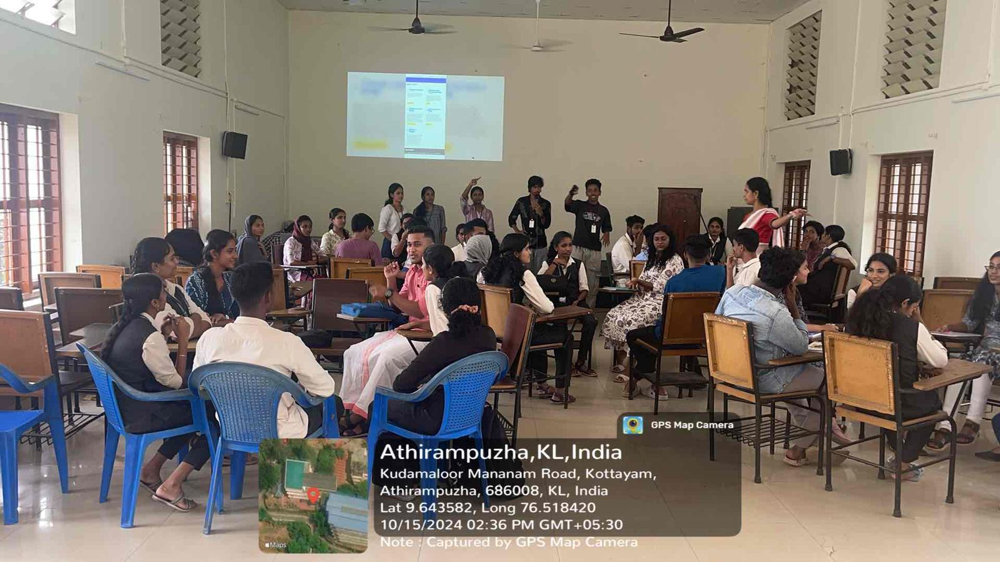 GPS Map Camera
Athirampuzha,KL,India
Kudamaloor Mananam Road, Kottayam,
Athirampuzha, 686008, KL, India
Lat 9.643582, Long 76.518420
10/15/2024 02:36 PM GMT+05:30
Note : Captured by GPS Map Camera
Maps